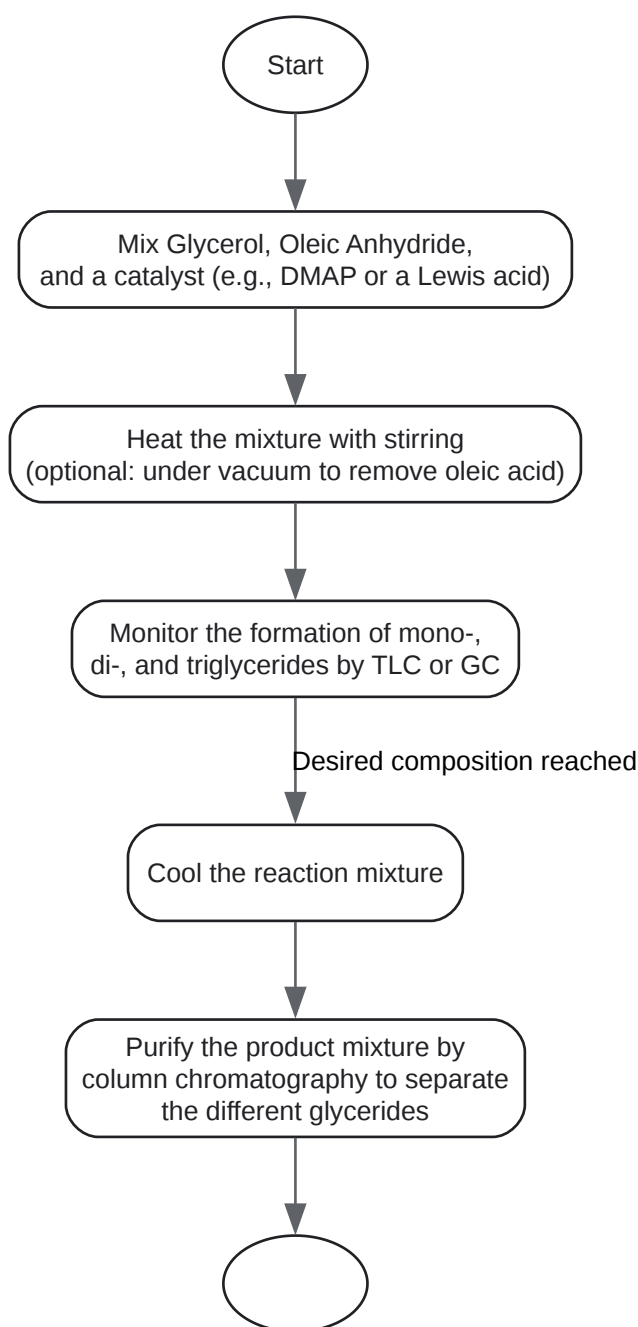 Start
Mix Glycerol, Oleic Anhydride,
and a catalyst (e.g., DMAP or a Lewis acid)
Heat the mixture with stirring
(optional: under vacuum to remove oleic acid)
Monitor the formation of mono-,
di-, and triglycerides by TLC or GC
Desired composition reached
Cool the reaction mixture
Purify the product mixture by
column chromatography to separate
the different glycerides